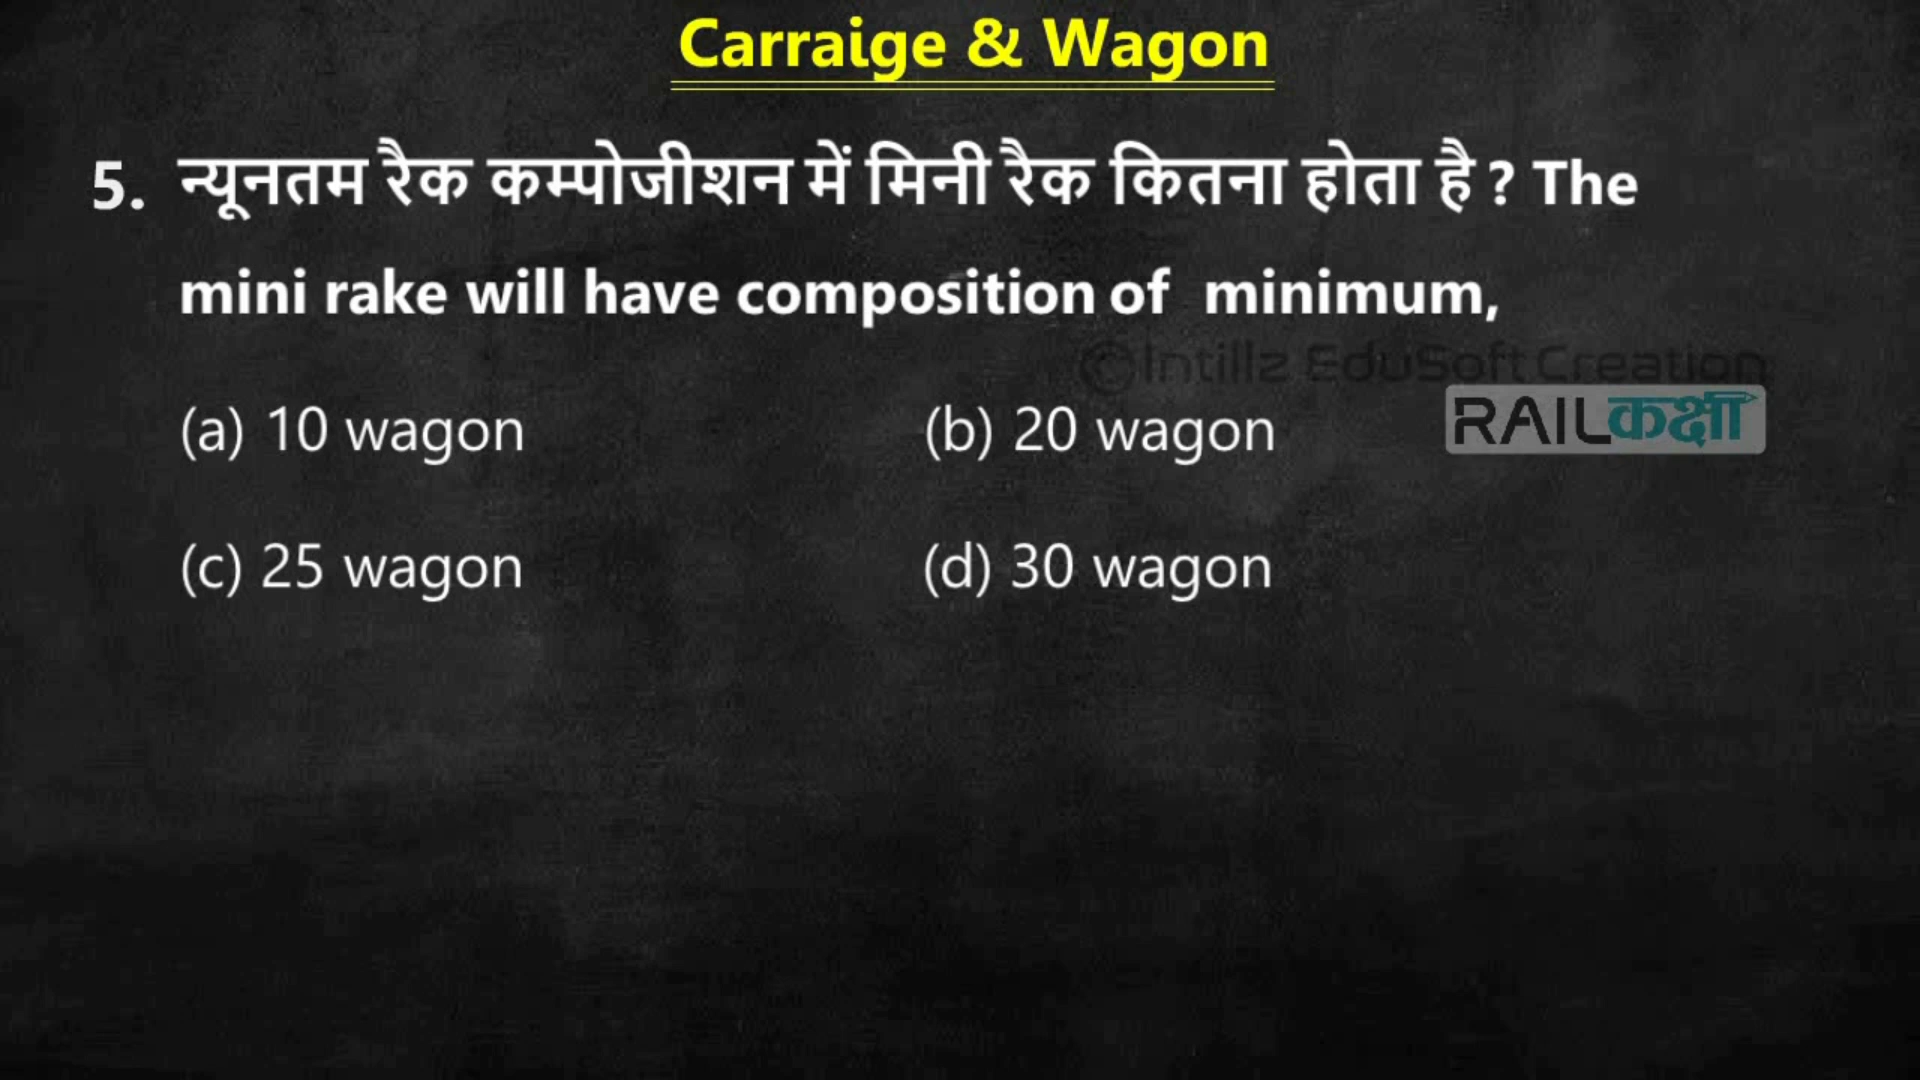 Carraige & Wagon
5. न्यूनतम रैक कम्पोजीशन में मिनी रैक कितना होता है ? The
mini rake will have composition of minimum,
©Intillz EduSoft Creation
RAILकक्षा
(a) 10 wagon (b) 20 wagon
(c) 25 wagon (d) 30 wagon